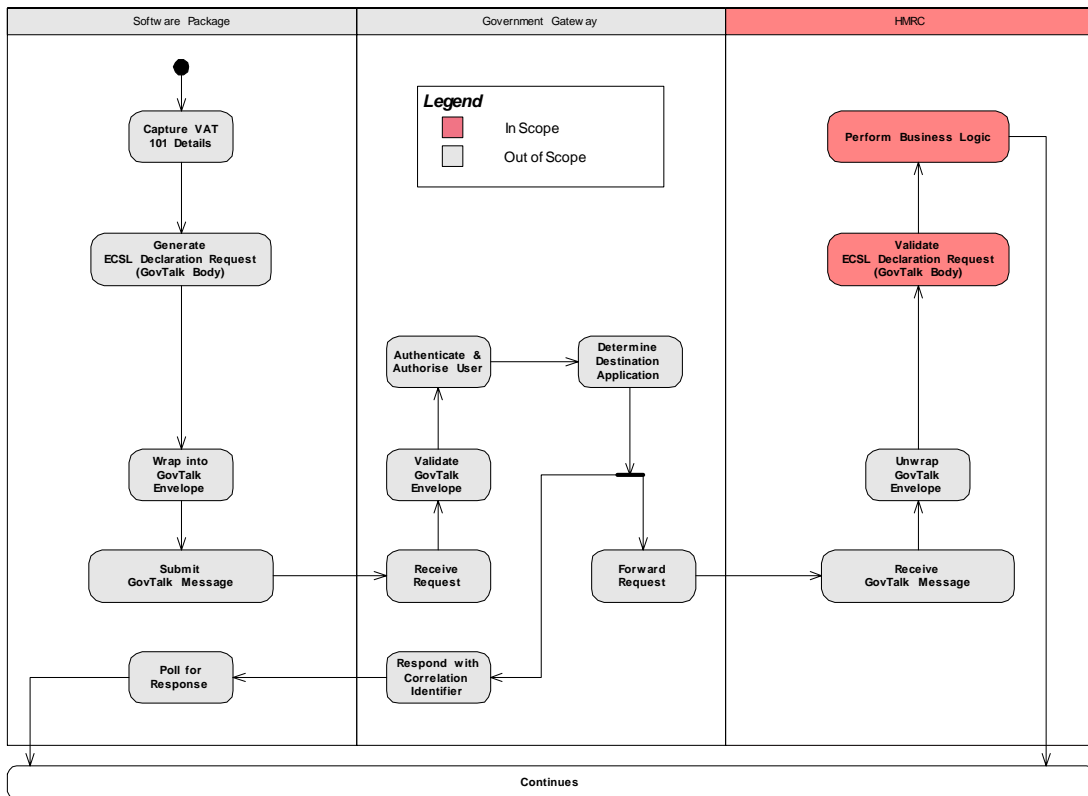 Software Package
Government Gateway
HMRC
Legend
In Scope
Out of Scope
Capture VAT
101 Details
Perform Business Logic
Generate
ECSL Declaration Request
(GovTalk Body)
Validate
ECSL Declaration Request
(GovTalk Body)
Authenticate &
Authorise User
Determine
Destination
Application
Wrap into
GovTalk
Envelope
Validate
GovTalk
Envelope
Unwrap
GovTalk
Envelope
Submit
GovTalk Message
Receive
Request
Forward
Request
Receive
GovTalk Message
Poll for
Response
Respond with
Correlation
Identifier
Continues